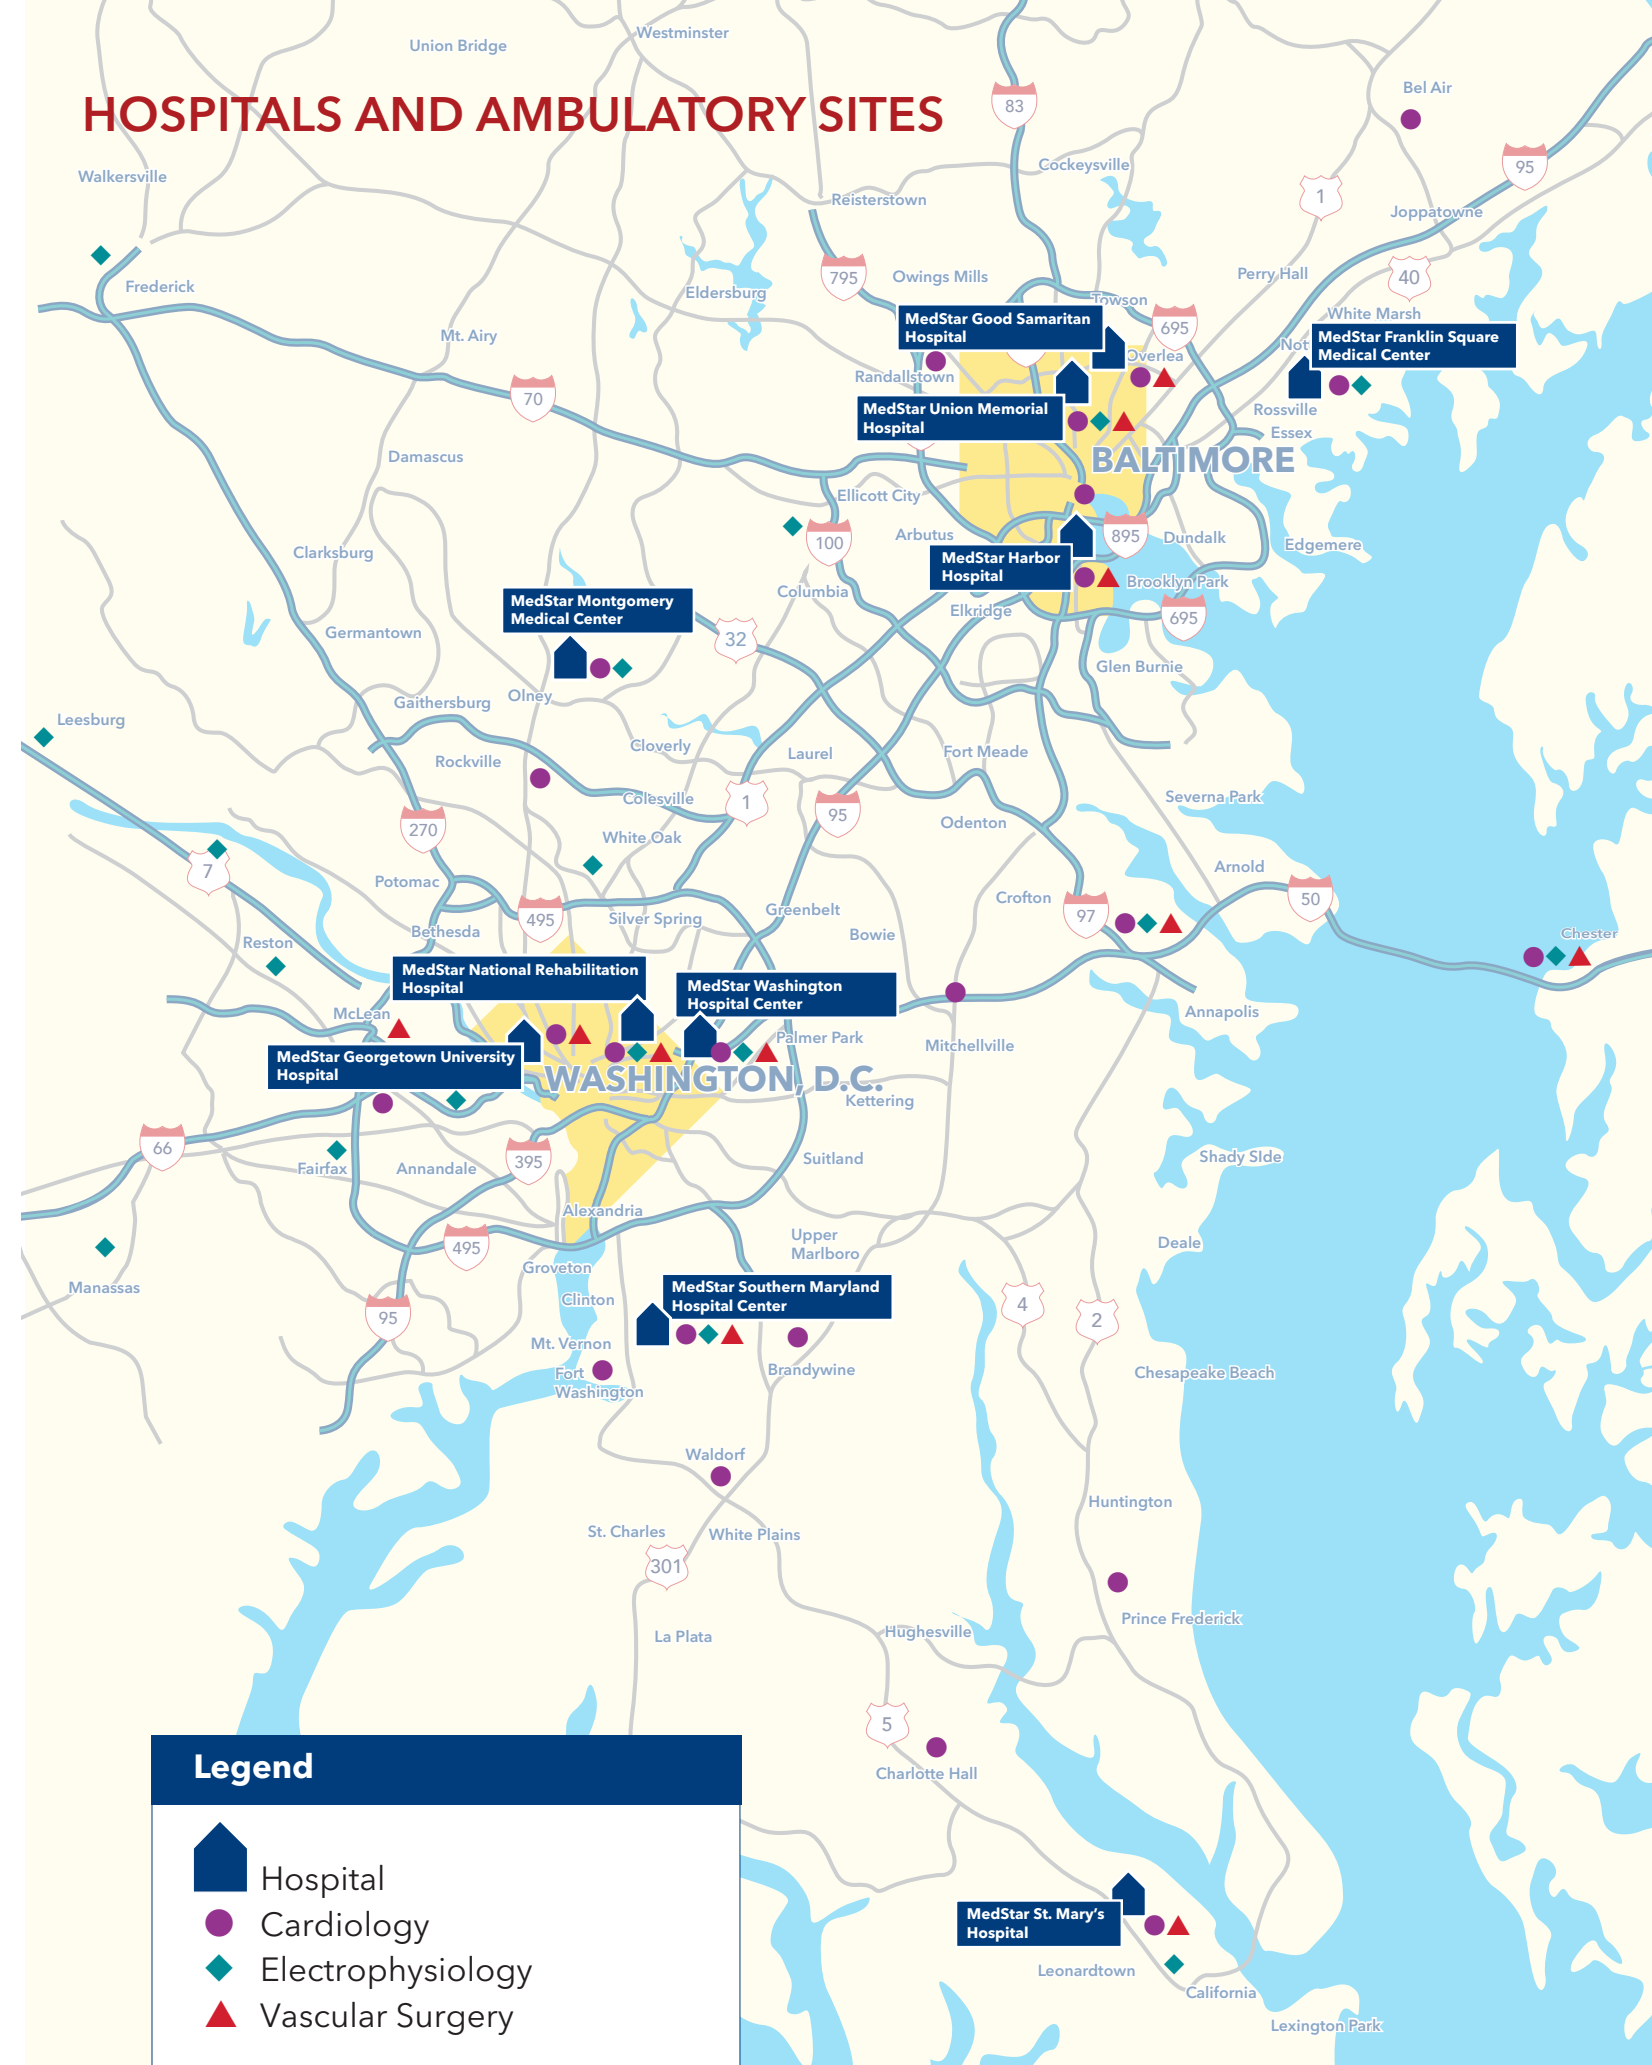 Westminster
Union Bridge
Bel Air
HOSPITALS AND AMBULATORY SITES
83
Cockeysville
95
Walkersville
1
Reisterstown
Joppatowne
795
Owings Mills
Perry Hall
40
Frederick
Eldersburg
Towson
White Marsh
MedStar Good Samaritan
Hospital
695
Mt. Airy
MedStar Franklin Square
Medical Center
Overlea
Randallstown
70
MedStar Union Memorial
Hospital
Rossville
Essex
Damascus
BALTIMORE
Ellicott City
Arbutus
895
Dundalk
100
Edgemere
Clarksburg
MedStar Harbor
Hospital
Brooklyn Park
Columbia
MedStar Montgomery
Medical Center
Elkridge
695
Germantown
32
Glen Burnie
Olney
Gaithersburg
Leesburg
Cloverly
Laurel
Fort Meade
Rockville
Colesville
1
95
Severna Park
Odenton
270
White Oak
7
Arnold
Potomac
Crofton
50
97
Greenbelt
495
Silver Spring
Bethesda
Bowie
Chester
Reston
MedStar National Rehabilitation
Hospital
MedStar Washington
Hospital Center
Annapolis
McLean
Palmer Park
Mitchellville
MedStar Georgetown University
Hospital
WASHINGTON, D.C.
Kettering
66
395
Suitland
Shady SIde
Fairfax
Annandale
Alexandria
Upper
Marlboro
Deale
495
Groveton
Manassas
MedStar Southern Maryland
Hospital Center
Clinton
4
2
95
Mt. Vernon
Brandywine
Chesapeake Beach
Fort
Washington
Waldorf
Huntington
St. Charles
White Plains
301
Prince Frederick
La Plata
Hughesville
5
Charlotte Hall
Legend
Hospital
Cardiology
Electrophysiology
Vascular Surgery
MedStar St. Mary's
Hospital
Leonardtown
California
Lexington Park